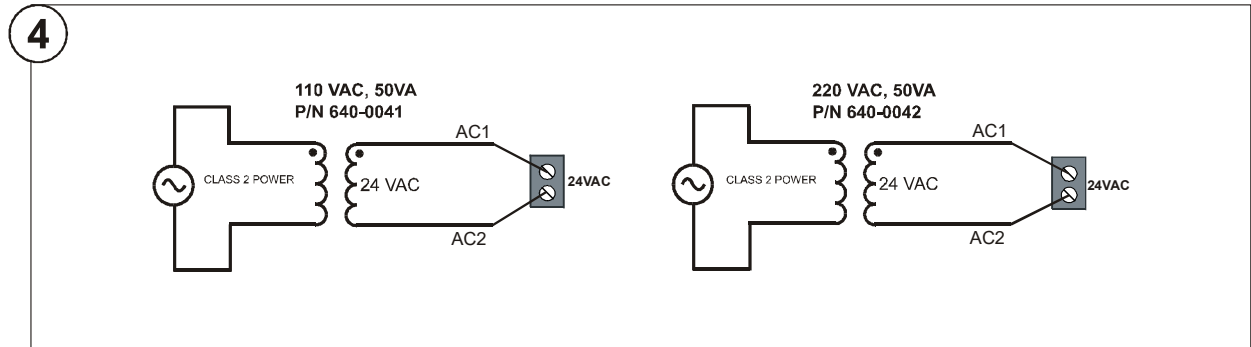 4
110 VAC, 50VA
P/N 640-0041
AC1
CLASS 2 POWER
24 VAC
24VAC
AC2
220 VAC, 50VA
P/N 640-0042
AC1
CLASS 2 POWER
24 VAC
24VAC
AC2